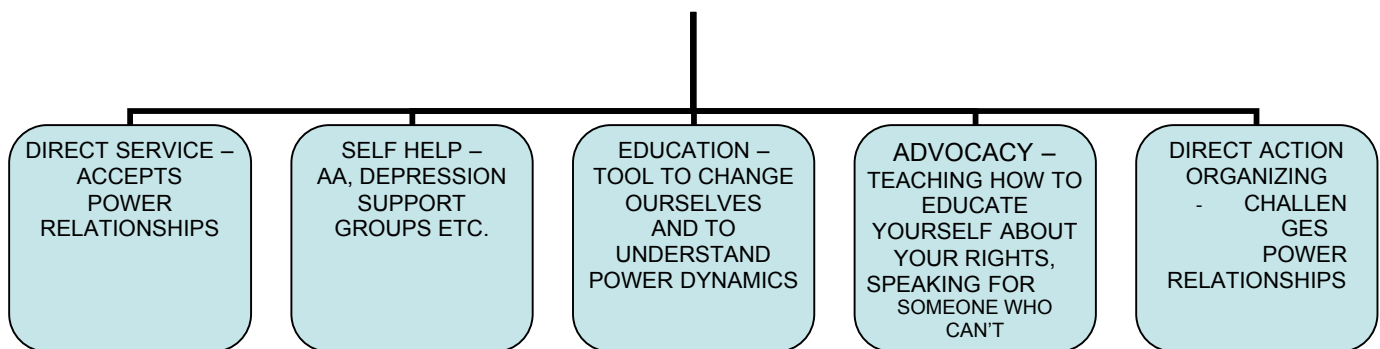 DIRECT SERVICE –
ACCEPTS
POWER
RELATIONSHIPS
SELF HELP –
AA, DEPRESSION
SUPPORT
GROUPS ETC.
EDUCATION –
TOOL TO CHANGE
OURSELVES
AND TO
UNDERSTAND
POWER DYNAMICS
ADVOCACY –
TEACHING HOW TO
EDUCATE
YOURSELF ABOUT
YOUR RIGHTS,
SPEAKING FOR
SOMEONE WHO
CAN'T
DIRECT ACTION
ORGANIZING
- CHALLEN
GES
POWER
RELATIONSHIPS